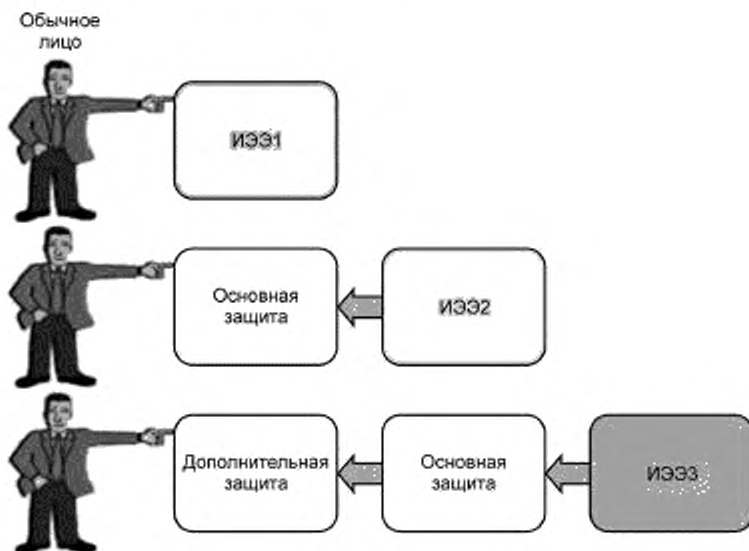 Обычное
лицо
ИЭЭ1
Основная
защита
ИЭЭ2
Дополнительная
защита
Основная
защита
ИЭЭ3